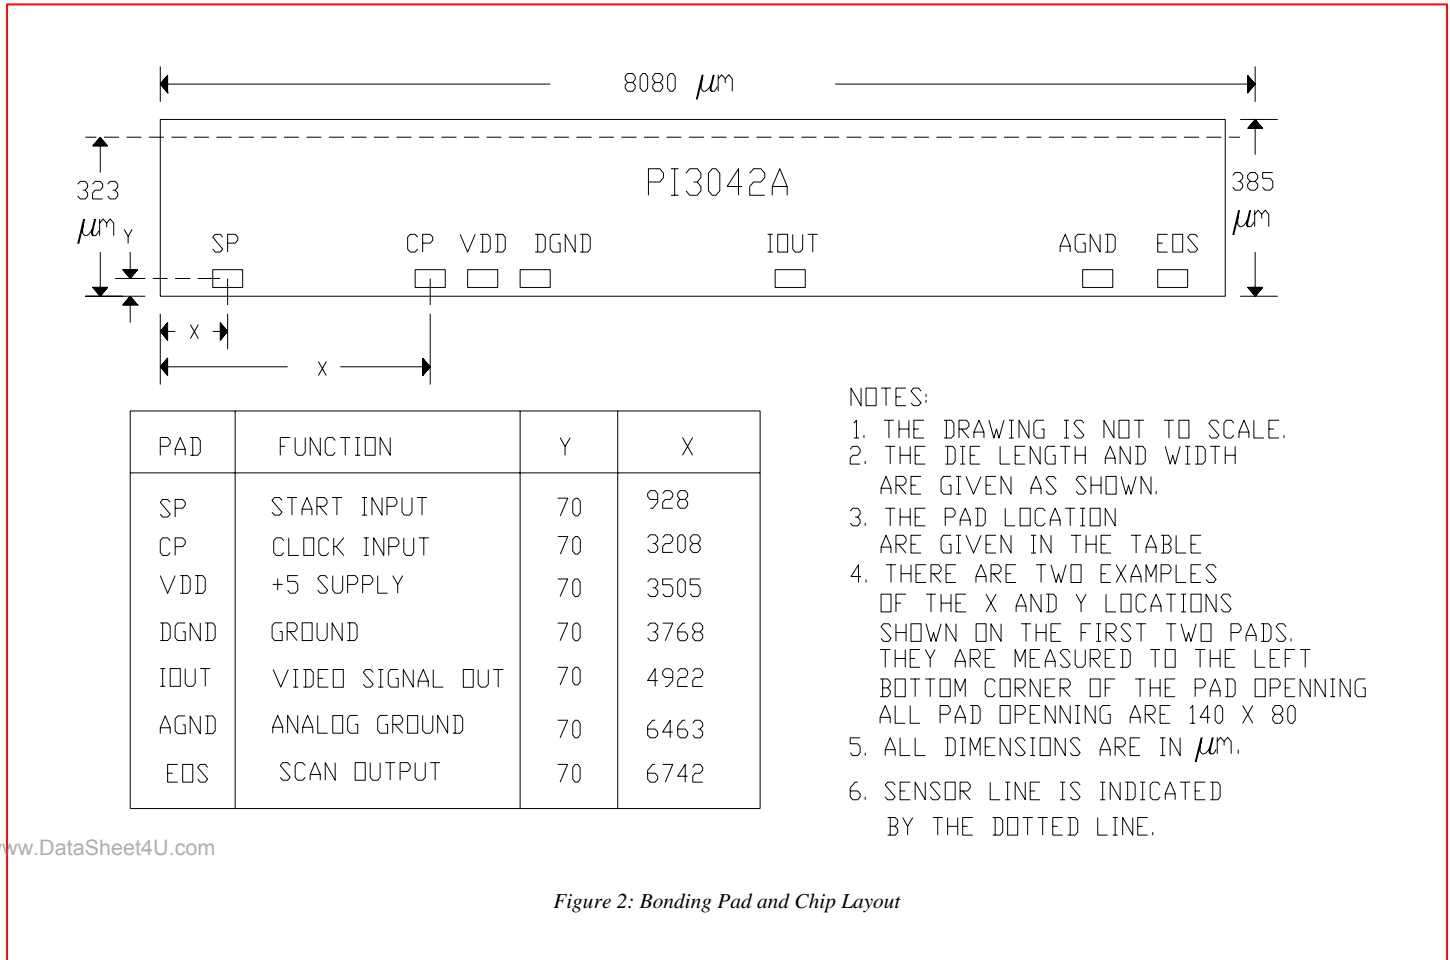 8080 μm
PI3042A
323
μm
385
μm
Y
SP CP VDD DGND IOUT AGND EOS
X
X
PAD FUNCTION Y X
SP START INPUT 70 928
CP CLOCK INPUT 70 3208
VDD +5 SUPPLY 70 3505
DGND GROUND 70 3768
IOUT VIDEO SIGNAL OUT 70 4922
AGND ANALOG GROUND 70 6463
EOS SCAN OUTPUT 70 6742
NOTES:
1. THE DRAWING IS NOT TO SCALE.
2. THE DIE LENGTH AND WIDTH
ARE GIVEN AS SHOWN.
3. THE PAD LOCATION
ARE GIVEN IN THE TABLE
4. THERE ARE TWO EXAMPLES
OF THE X AND Y LOCATIONS
SHOWN ON THE FIRST TWO PADS.
THEY ARE MEASURED TO THE LEFT
BOTTOM CORNER OF THE PAD OPENNING
ALL PAD OPENNING ARE 140 X 80
5. ALL DIMENSIONS ARE IN μm.
6. SENSOR LINE IS INDICATED
BY THE DOTTED LINE.
ww.DataSheet4U.com
Figure 2: Bonding Pad and Chip Layout